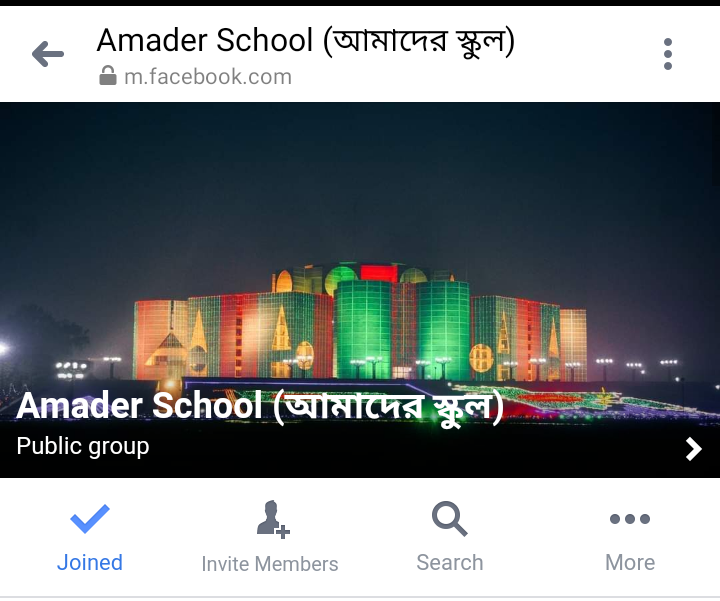 Amader School (আমাদের স্কুল)
m.facebook.com
Amader School (আমাদের স্কুল)
Public group
Joined
Invite Members
Search
More